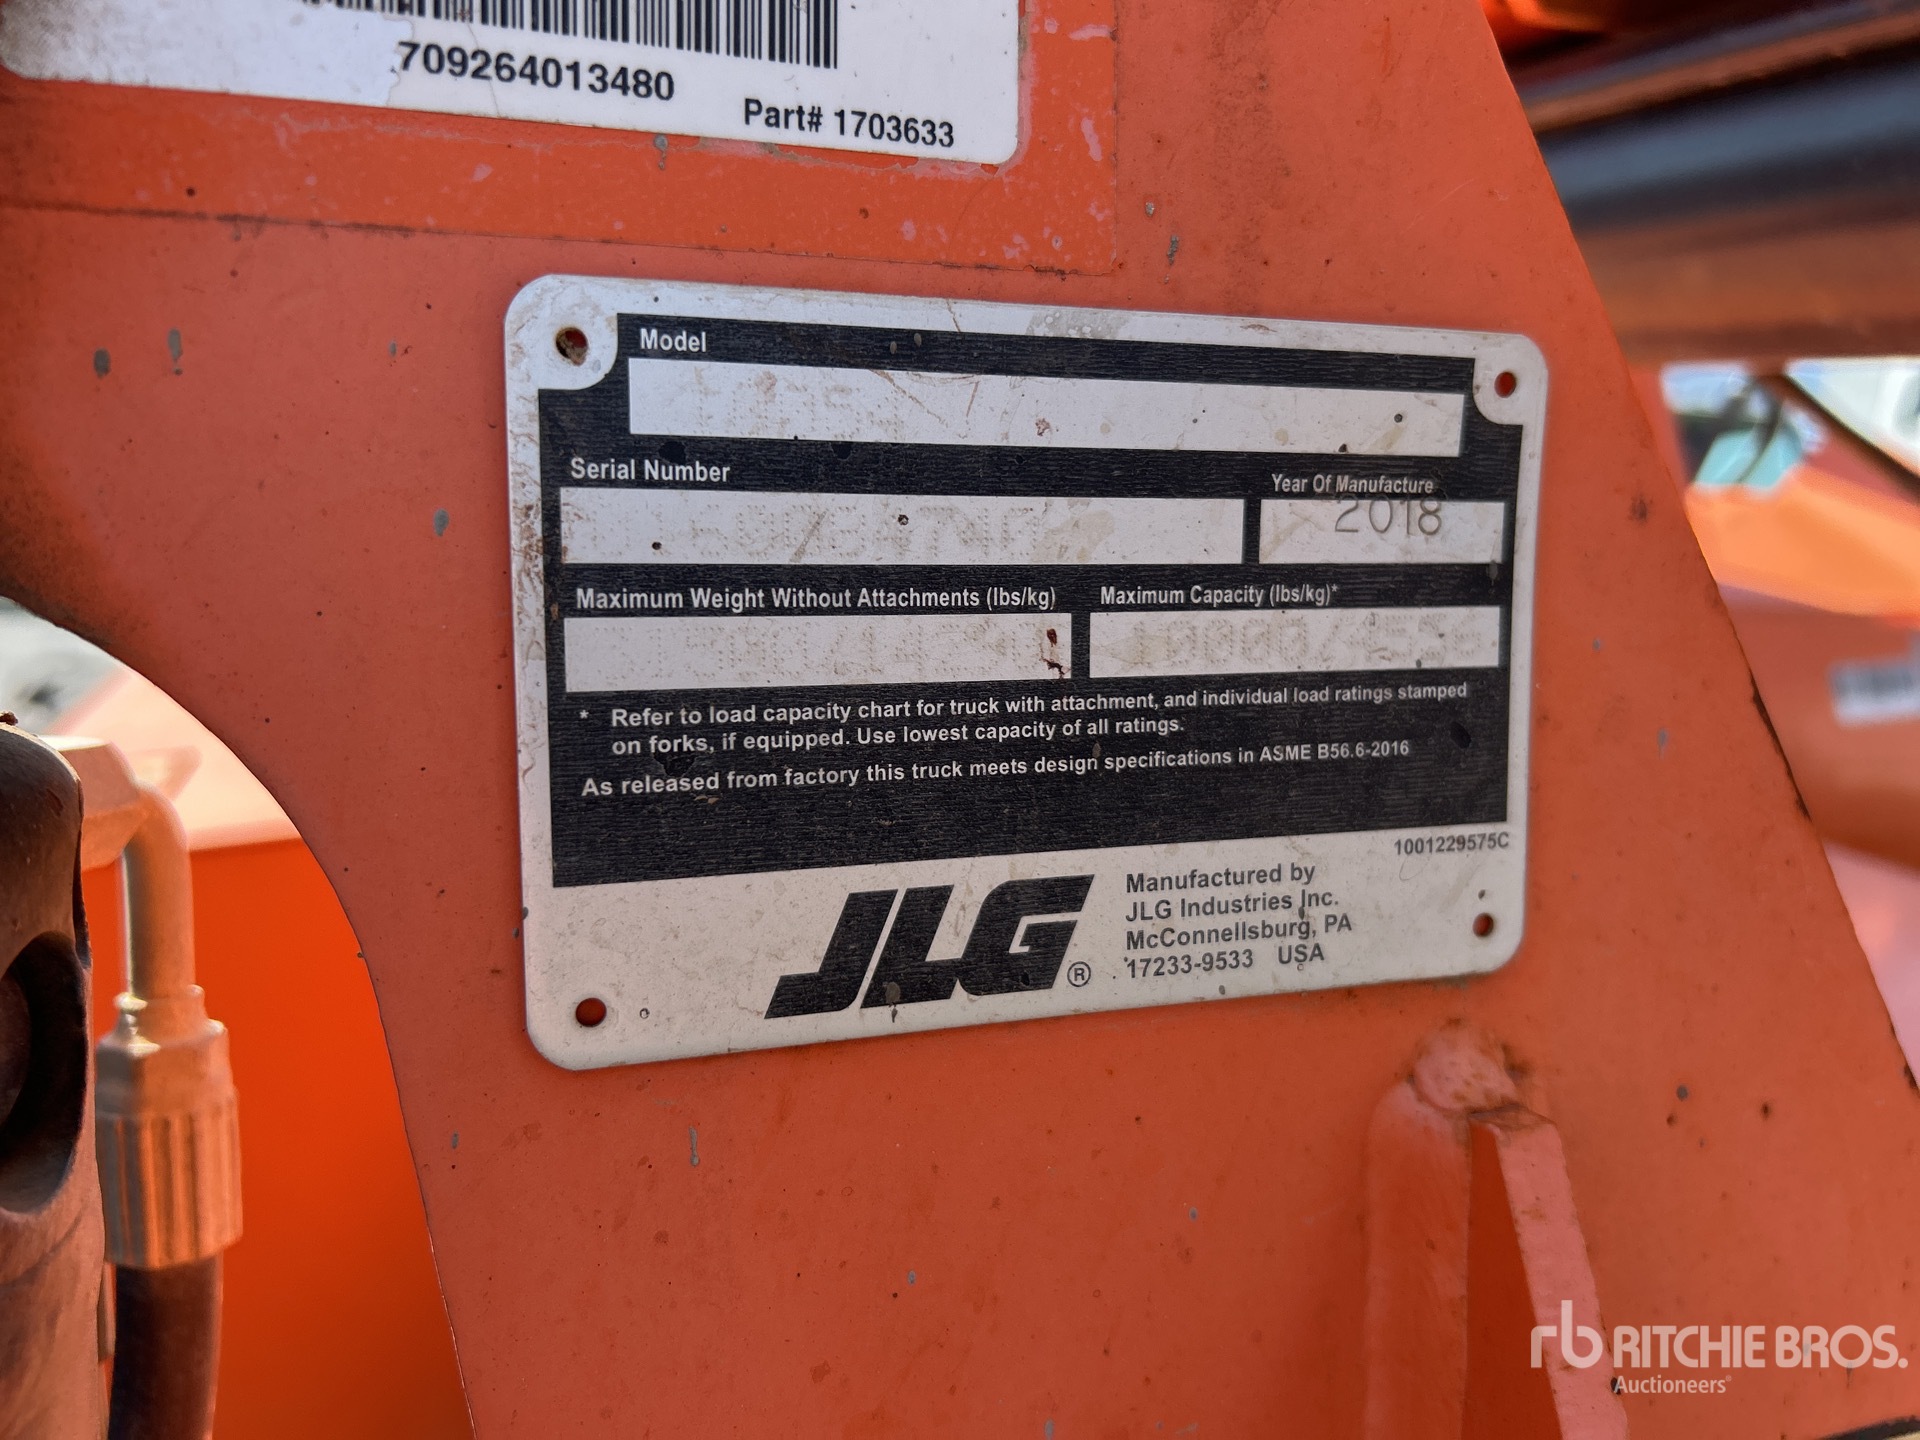 709264013480
Part# 1703633
Model
Serial Number
Year Of Manufacture
2018
Maximum Weight Without Attachments (lbs/kg)
Maximum Capacity (lbs/kg)*
10000/4536
* Refer to load capacity chart for truck with attachment, and individual load ratings stamped
on forks, if equipped. Use lowest capacity of all ratings.
As released from factory this truck meets design specifications in ASME B56.6-2016
1001229575C
JLG®
Manufactured by
JLG Industries Inc.
McConnellsburg, PA
17233-9533 USA
rb RITCHIE BROS.
Auctioneers